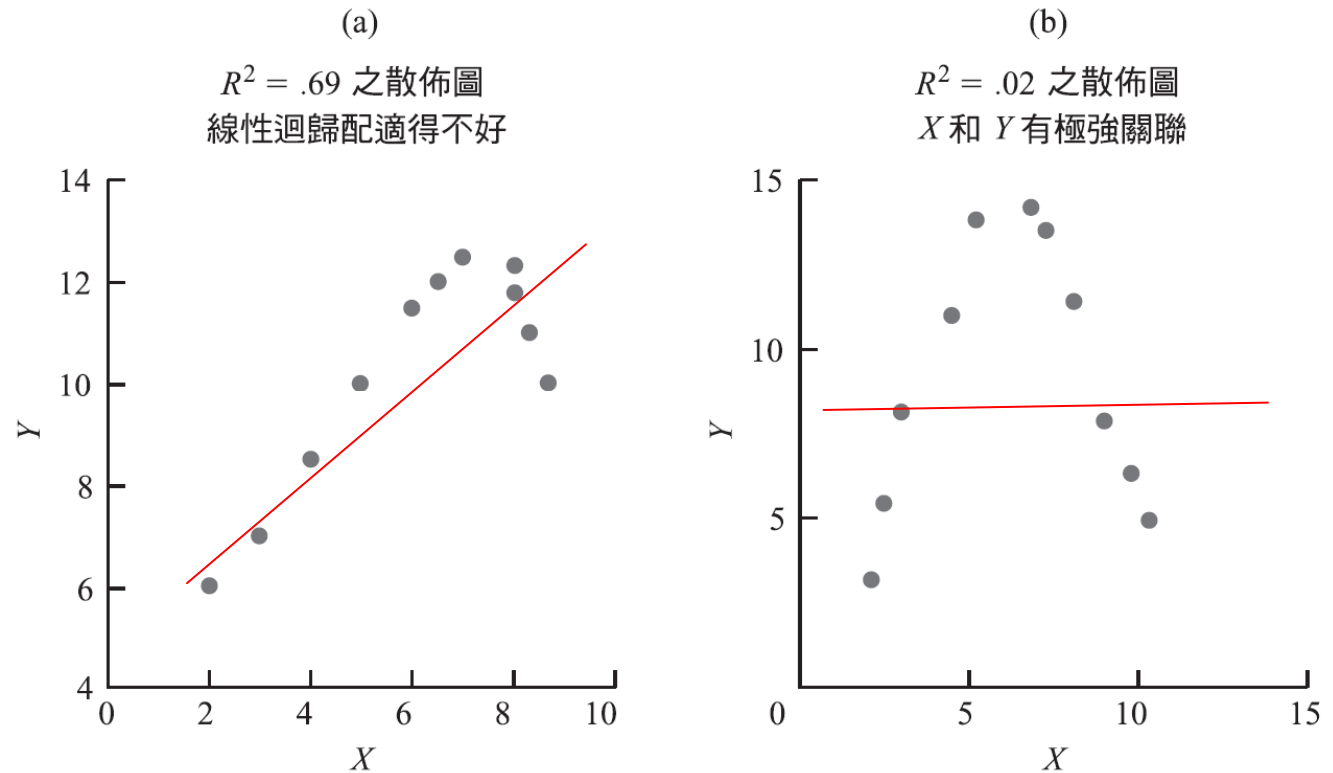 (a)
R² = .69 之散佈圖
線性迴歸配適得不好
14
12
10
8
6
4
Y
0 2 4 6 8 10
X
(b)
R² = .02 之散佈圖
X 和 Y 有極強關聯
15
10
5
Y
0 5 10 15
X